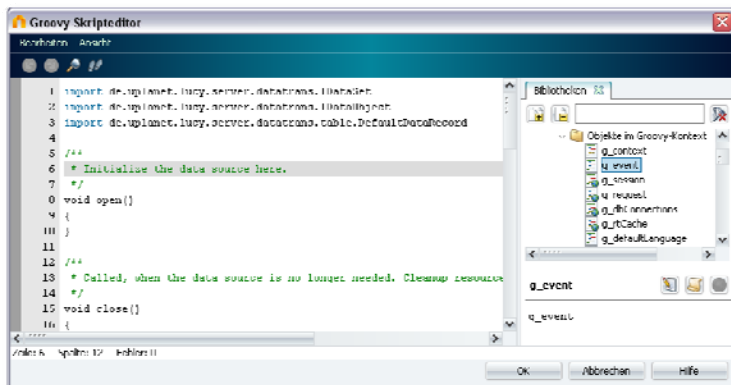 Groovy Skripteditor
Bearbeiten Ansicht
1 import de.uplanet.lucy.server.datatrans.IDataSet
2 import de.uplanet.lucy.server.datatrans.IDataObject
3 import de.uplanet.lucy.server.datatrans.table.DefaultDataRecord
4
5 /**
6 * Initialise the data source here.
7 */
8 void open()
9 {
10 }
11
12 /**
13 * Called, when the data source is no longer needed. Cleanup resource
14 */
15 void close()
16 {
Zeile: 6 Spalte: 12 Fehler: 0
Bibliotheken
Objekte im Groovy-Kontext
g_context
g_event
g_session
g_request
g_dbConnections
g_rtCache
g_defaultLanguage
g_event
g_event
OK Abbrechen Hilfe